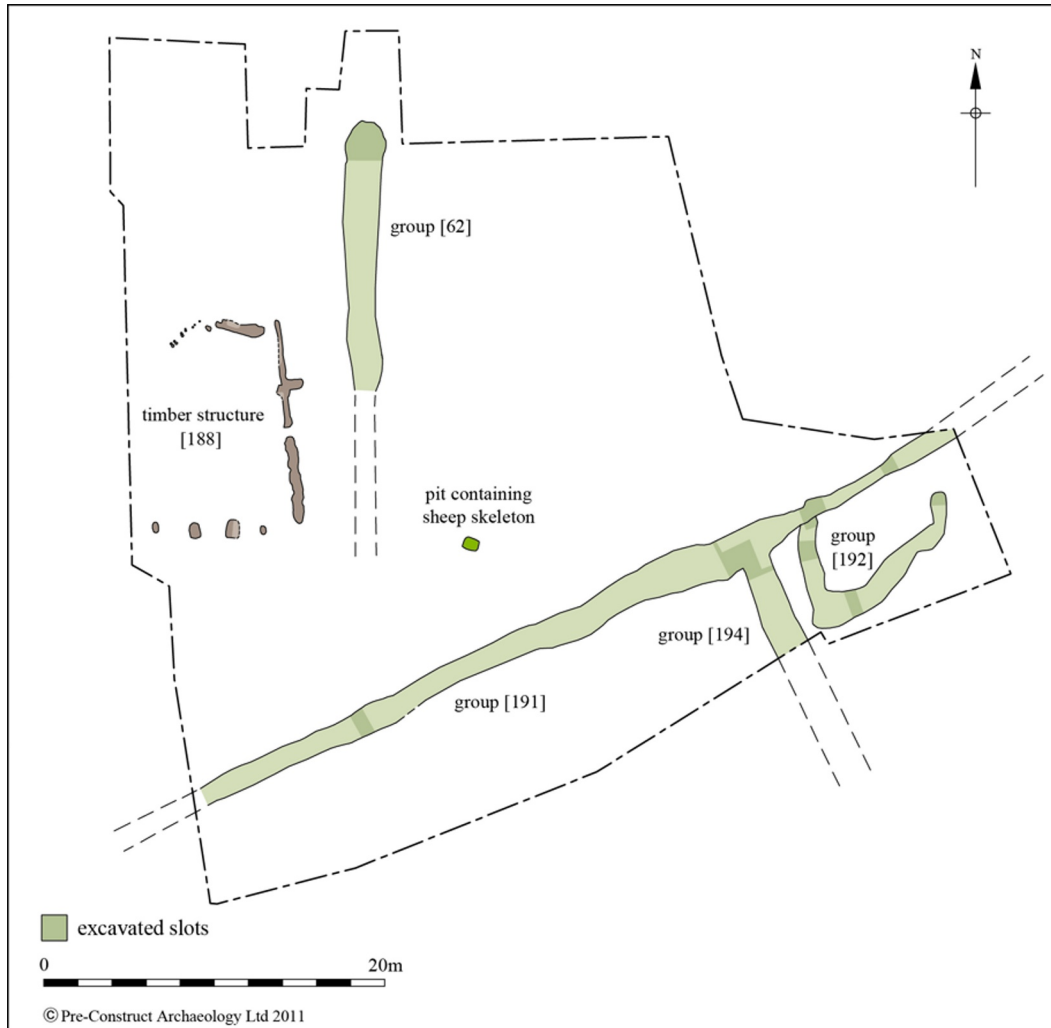 N
group [62]
timber structure
[188]
pit containing
sheep skeleton
group
[192]
group [194]
group [191]
excavated slots
0 20m
© Pre-Construct Archaeology Ltd 2011